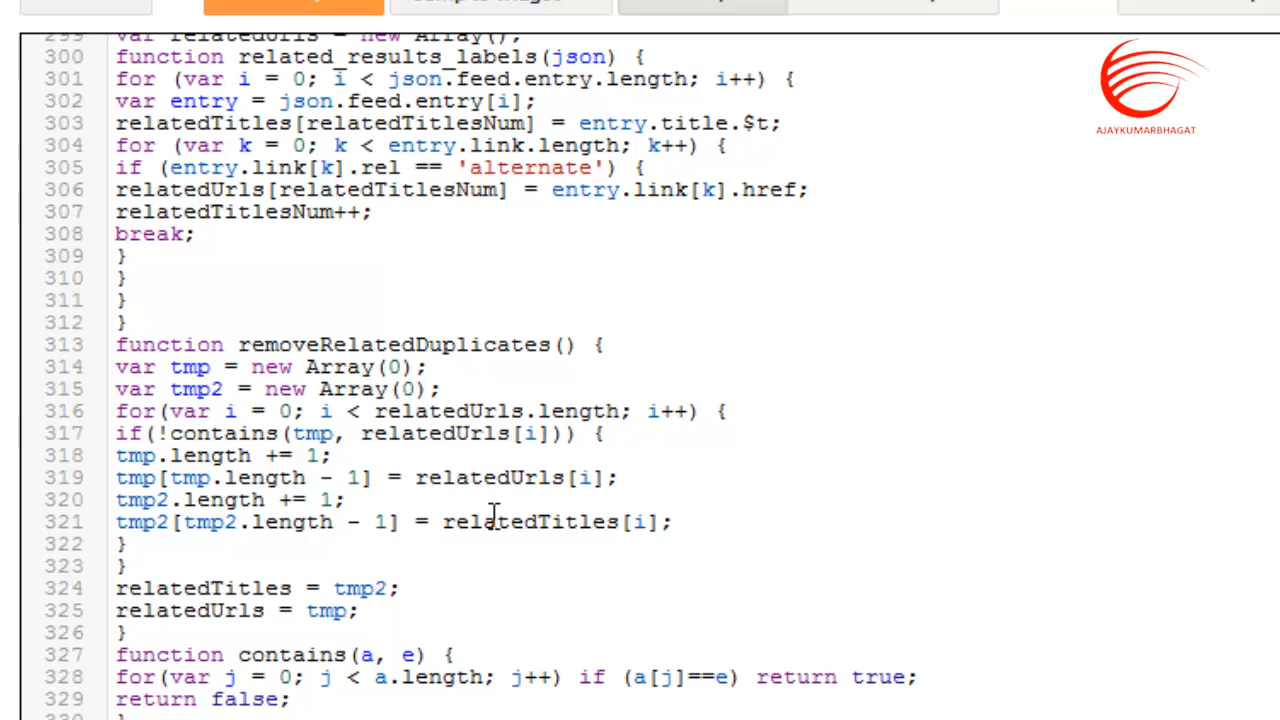 299 var relatedUrls = new Array();
300 function related_results_labels(json) {
301 for (var i = 0; i < json.feed.entry.length; i++) {
302 var entry = json.feed.entry[i];
303 relatedTitles[relatedTitlesNum] = entry.title.$t;
304 for (var k = 0; k < entry.link.length; k++) {
305 if (entry.link[k].rel == 'alternate') {
306 relatedUrls[relatedTitlesNum] = entry.link[k].href;
307 relatedTitlesNum++;
308 break;
309 }
310 }
311 }
312 }
313 function removeRelatedDuplicates() {
314 var tmp = new Array(0);
315 var tmp2 = new Array(0);
316 for(var i = 0; i < relatedUrls.length; i++) {
317 if(!contains(tmp, relatedUrls[i])) {
318 tmp.length += 1;
319 tmp[tmp.length - 1] = relatedUrls[i];
320 tmp2.length += 1;
321 tmp2[tmp2.length - 1] = relatedTitles[i];
322 }
323 }
324 relatedTitles = tmp2;
325 relatedUrls = tmp;
326 }
327 function contains(a, e) {
328 for(var j = 0; j < a.length; j++) if (a[j]==e) return true;
329 return false;
330 }
AJAYKUMARBHAGAT